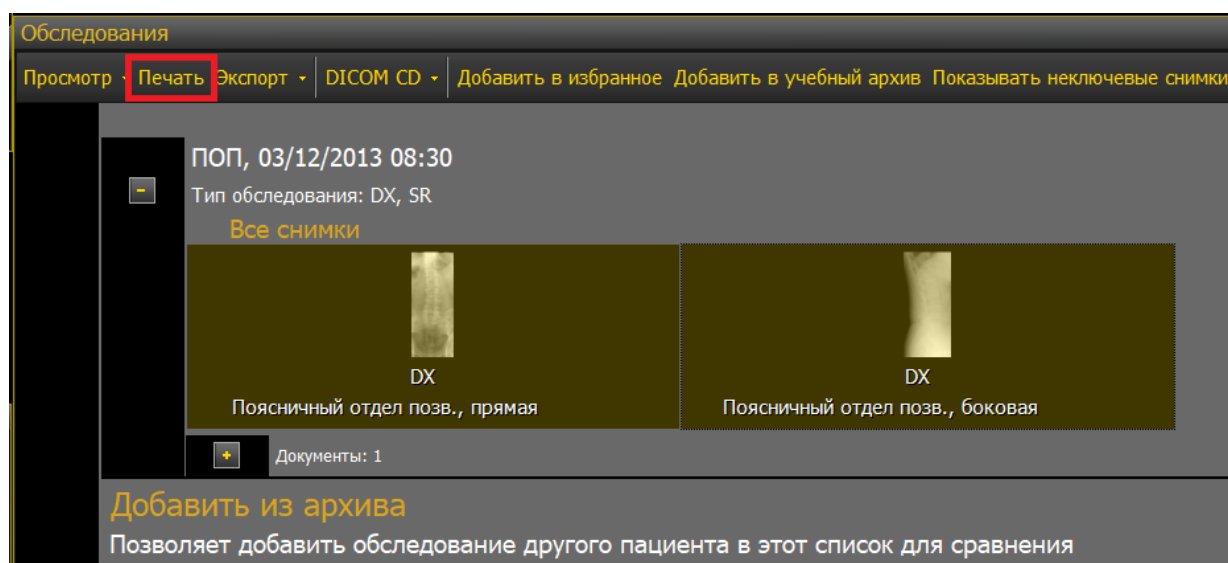 Обследования
Просмотр Печать Экспорт DICOM CD Добавить в избранное Добавить в учебный архив Показывать неключевые снимки
ПОП, 03/12/2013 08:30
Тип обследования: DX, SR
Все снимки
DX DX
Поясничный отдел позв., прямая Поясничный отдел позв., боковая
Документы: 1
Добавить из архива
Позволяет добавить обследование другого пациента в этот список для сравнения